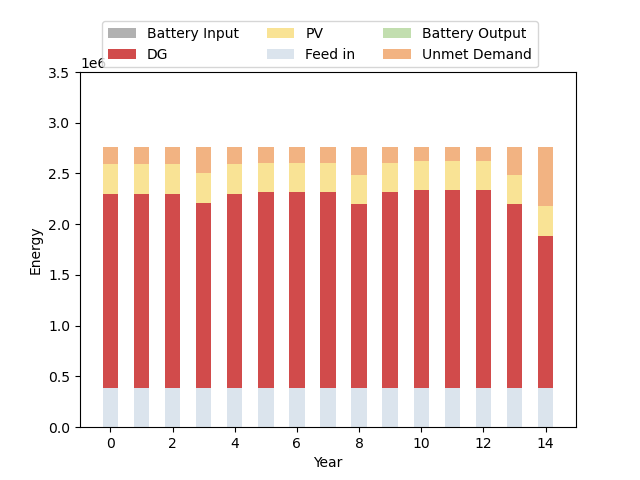 Battery Input PV Battery Output
DG Feed in Unmet Demand
1e6
3.5
3.0
2.5
2.0
1.5
1.0
0.5
0.0
Energy
0 2 4 6 8 10 12 14
Year